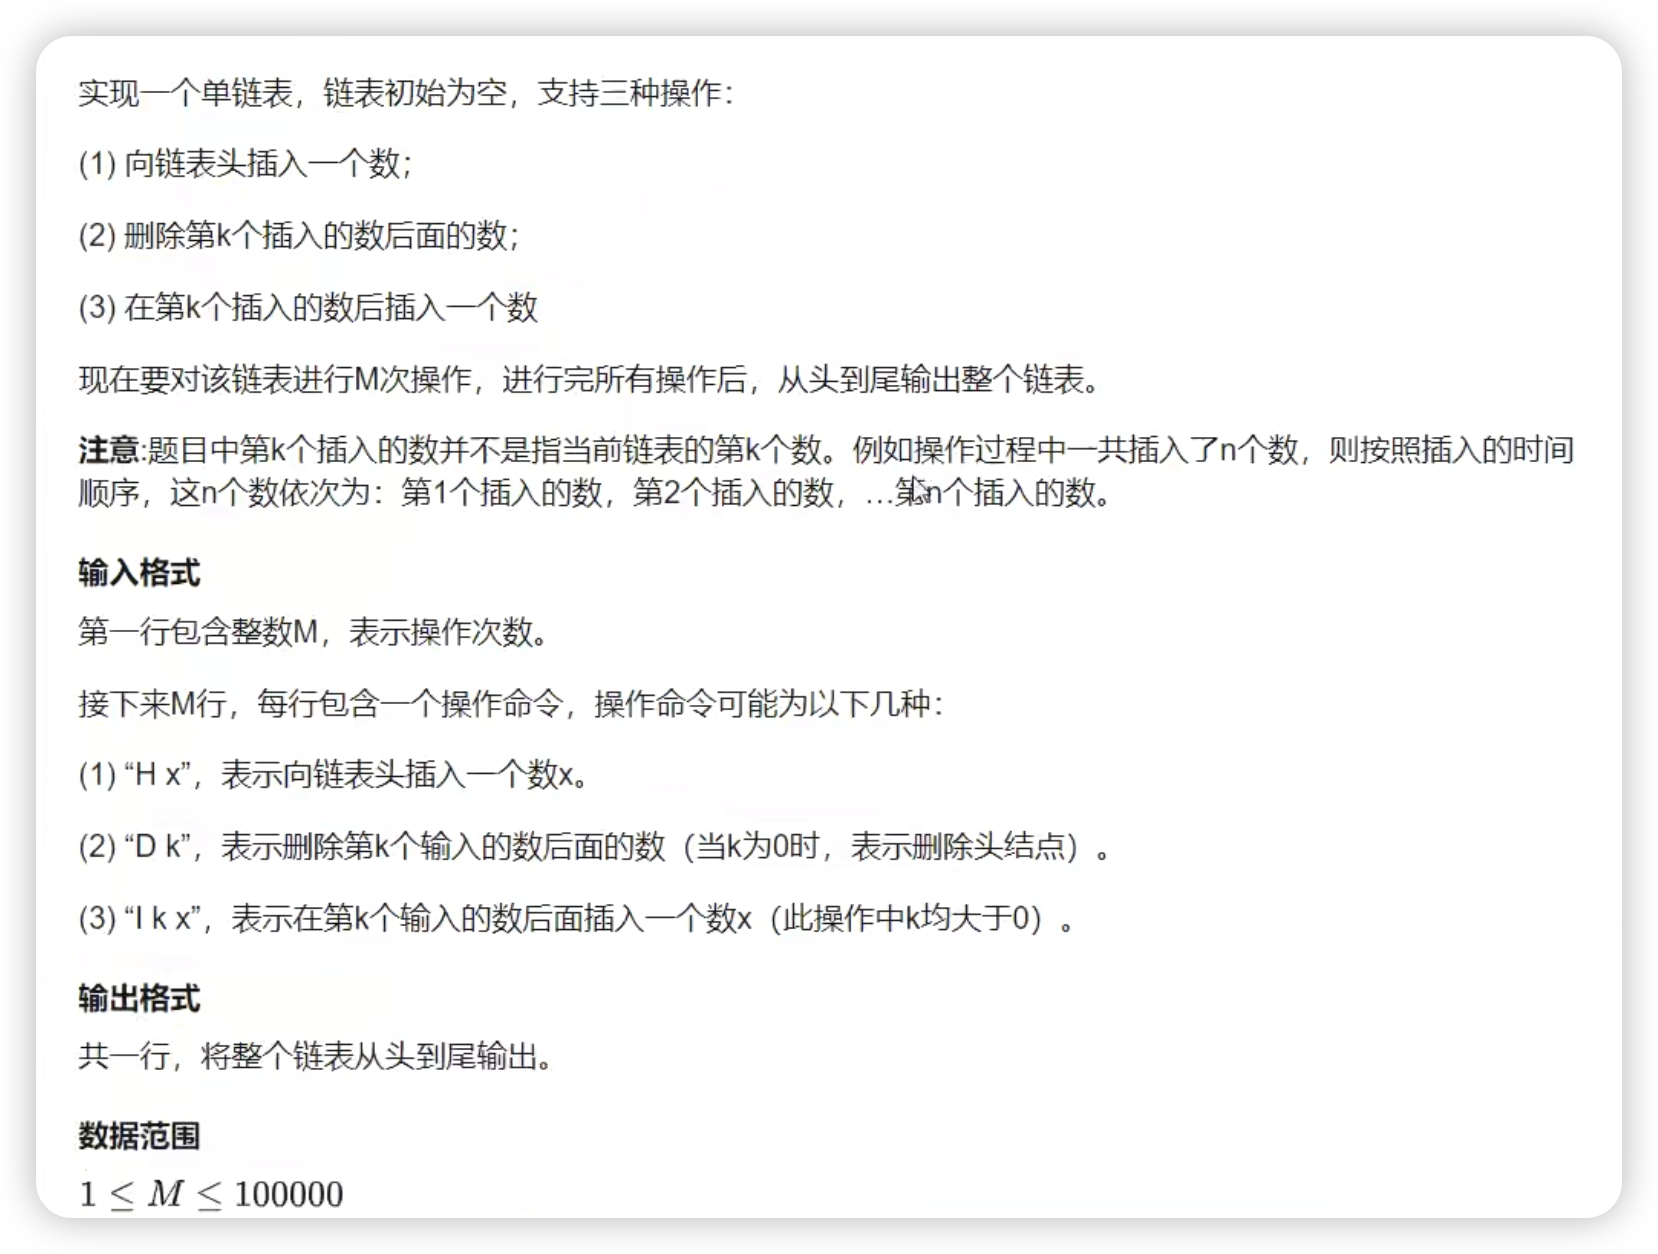 实现一个单链表，链表初始为空，支持三种操作：
(1) 向链表头插入一个数；
(2) 删除第k个插入的数后面的数；
(3) 在第k个插入的数后插入一个数
现在要对该链表进行M次操作，进行完所有操作后，从头到尾输出整个链表。
注意:题目中第k个插入的数并不是指当前链表的第k个数。例如操作过程中一共插入了n个数，则按照插入的时间
顺序，这n个数依次为：第1个插入的数，第2个插入的数，…第n个插入的数。
输入格式
第一行包含整数M，表示操作次数。
接下来M行，每行包含一个操作命令，操作命令可能为以下几种：
(1) “H x”，表示向链表头插入一个数x。
(2) “D k”，表示删除第k个输入的数后面的数（当k为0时，表示删除头结点）。
(3) “I k x”，表示在第k个输入的数后面插入一个数x（此操作中k均大于0）。
输出格式
共一行，将整个链表从头到尾输出。
数据范围
1 ≤ M ≤ 100000